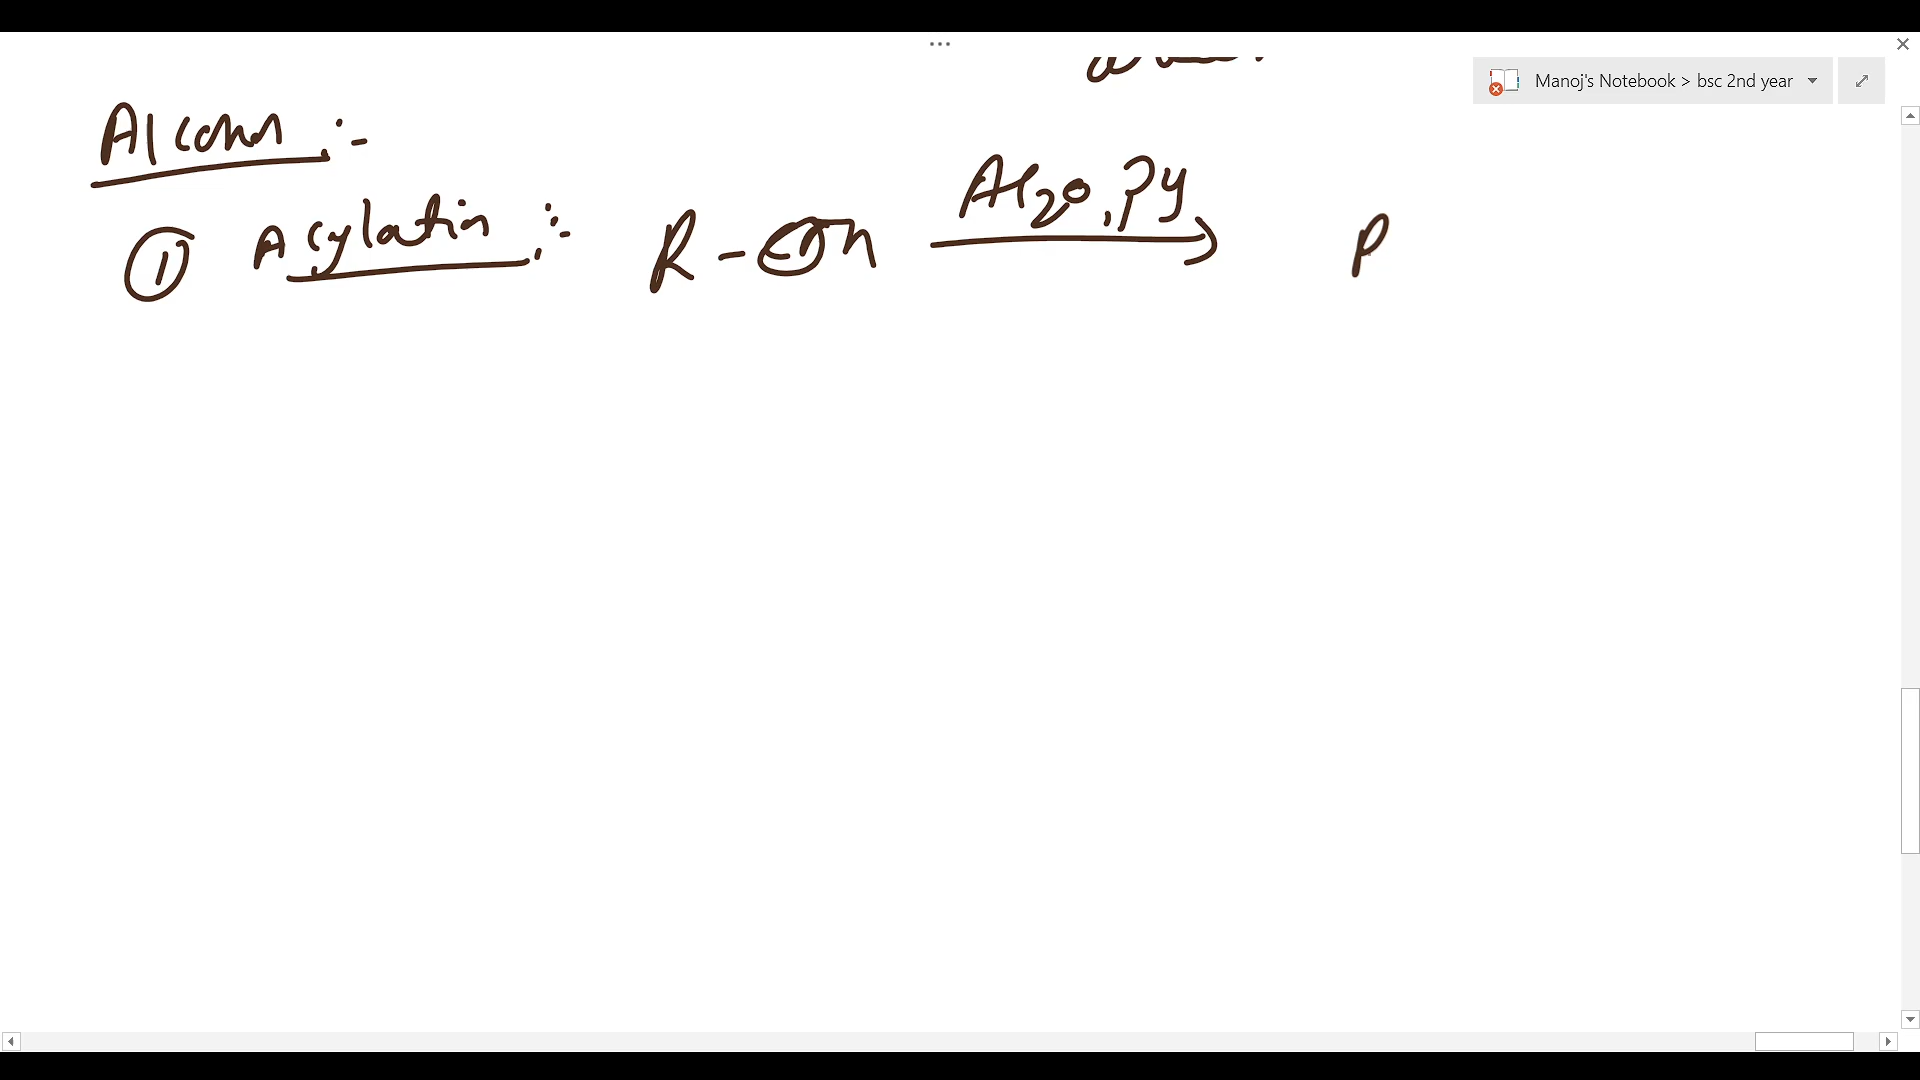 Manoj's Notebook > bsc 2nd year
Alcohol :-
① Acylation :- R - OH Ac2O, Py R